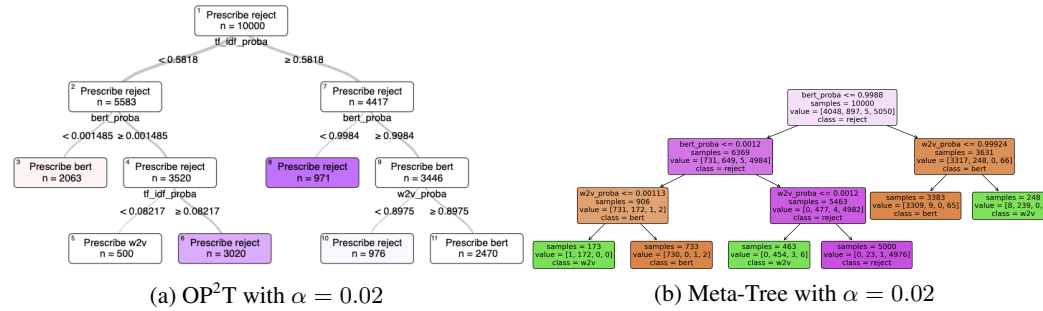 1 Prescribe reject
n = 10000
tf_idf_proba
< 0.5818 ≥ 0.5818
2 Prescribe reject
n = 5583
bert_proba
7 Prescribe reject
n = 4417
bert_proba
< 0.001485 ≥ 0.001485
< 0.9984 ≥ 0.9984
3 Prescribe bert
n = 2063
4 Prescribe reject
n = 3520
tf_idf_proba
8 Prescribe reject
n = 971
9 Prescribe reject
n = 3446
w2v_proba
< 0.08217 ≥ 0.08217
< 0.8975 ≥ 0.8975
5 Prescribe w2v
n = 500
6 Prescribe reject
n = 3020
10 Prescribe reject
n = 976
11 Prescribe bert
n = 2470
(a) OP²T with α = 0.02
bert_proba <= 0.9988
samples = 10000
value = [4048, 897, 5, 5050]
class = reject
bert_proba <= 0.0012
samples = 6369
value = [731, 649, 5, 4984]
class = reject
w2v_proba <= 0.99924
samples = 3631
value = [3317, 248, 0, 66]
class = bert
w2v_proba <= 0.00113
samples = 906
value = [731, 172, 1, 2]
class = bert
w2v_proba <= 0.0012
samples = 5463
value = [0, 477, 4, 4982]
class = reject
samples = 3383
value = [3309, 9, 0, 65]
class = bert
samples = 248
value = [8, 239, 0,
class = w2v
samples = 173
value = [1, 172, 0, 0]
class = w2v
samples = 733
value = [730, 0, 1, 2]
class = bert
samples = 463
value = [0, 454, 3, 6]
class = w2v
samples = 5000
value = [0, 23, 1, 4976]
class = reject
(b) Meta-Tree with α = 0.02